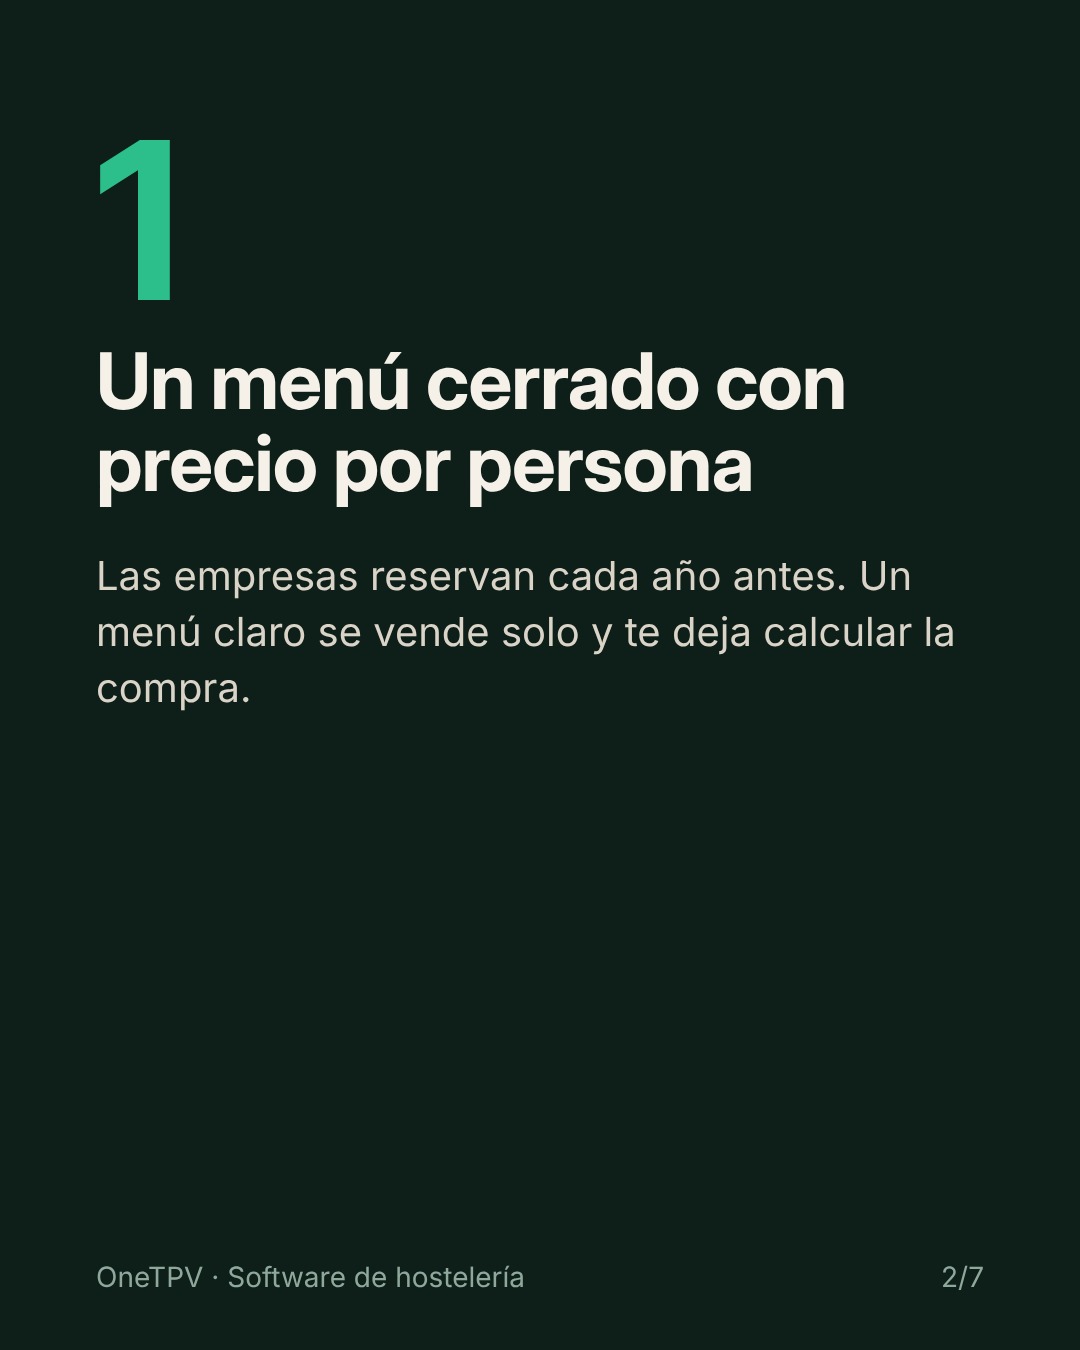 1
Un menú cerrado con
precio por persona
Las empresas reservan cada año antes. Un
menú claro se vende solo y te deja calcular la
compra.
OneTPV · Software de hostelería
2/7